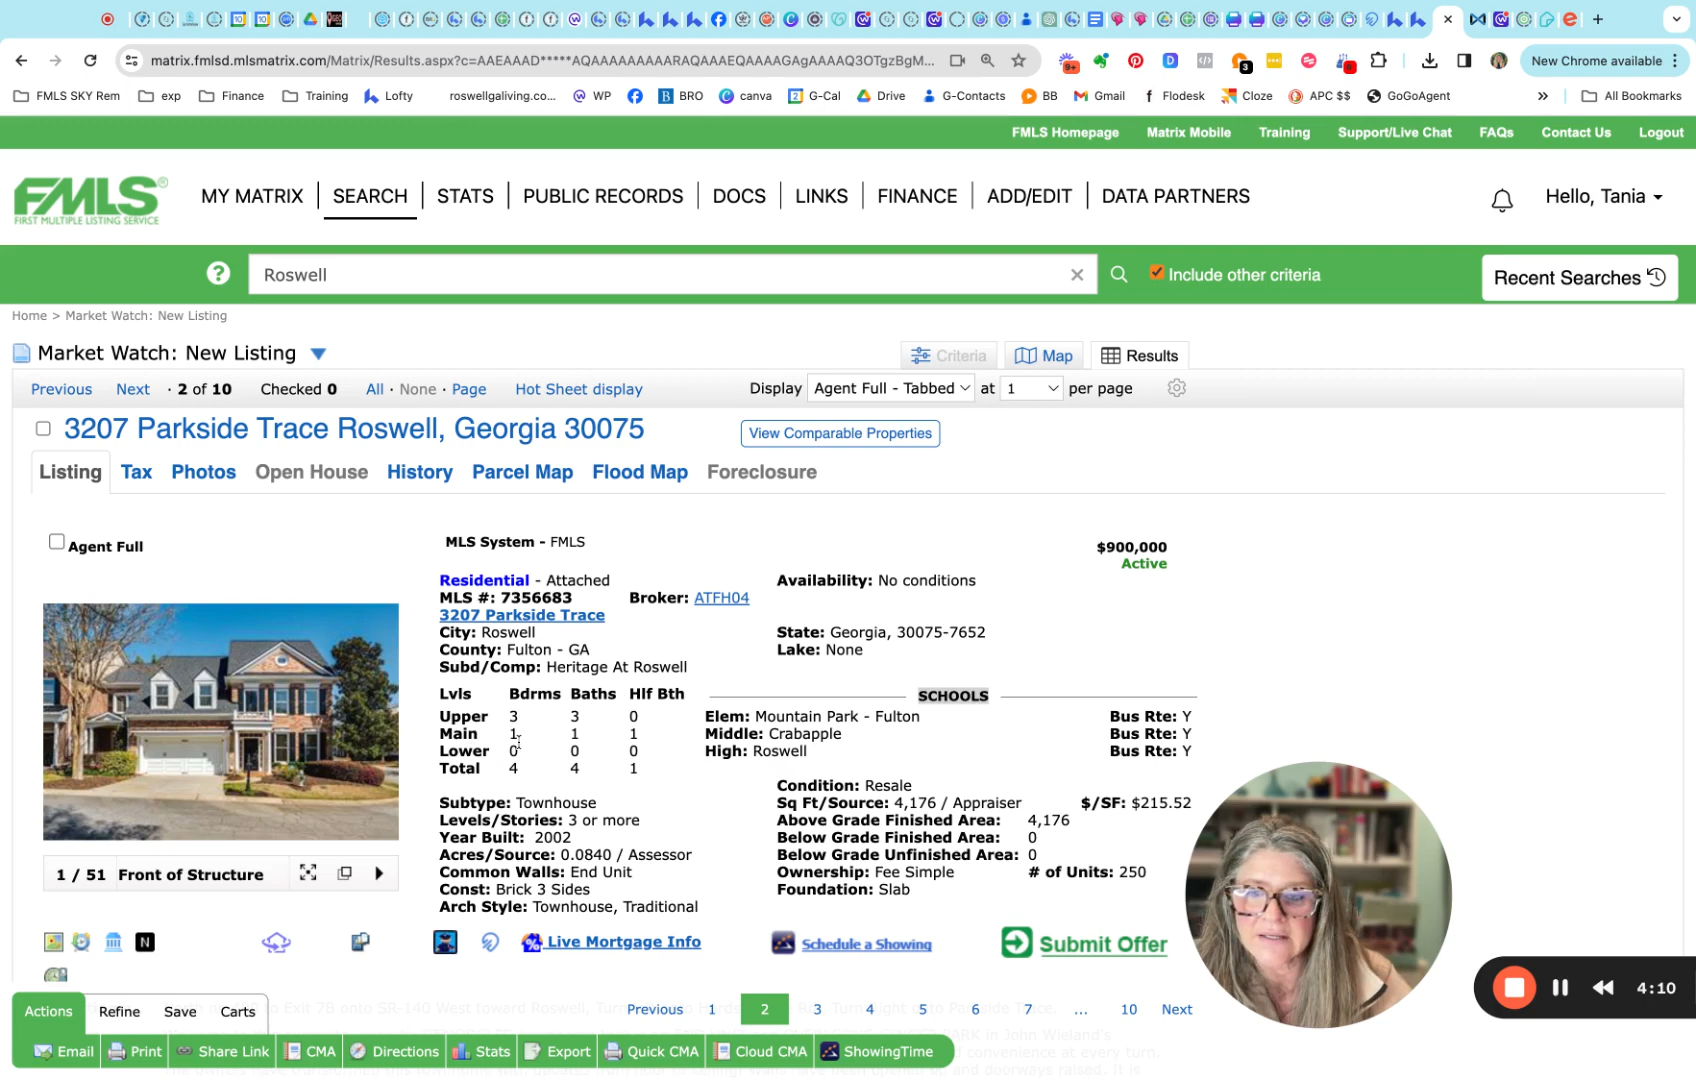 9+
3
6
New Chrome available
matrix.fmlsd.mlsmatrix.com/Matrix/Results.aspx?c=AAEAAAD*****AQAAAAAAAAARAQAAAEQAAAAGAgAAAAQ3OTgzBgM...
FMLS SKY Rem
exp
Finance
Training
Lofty
roswellgaliving.co...
WP
BRO
canva
G-Cal
Drive
G-Contacts
BB
Gmail
Flodesk
Cloze
APC $$
GoGoAgent
»
All Bookmarks
FMLS Homepage
Matrix Mobile
Training
Support/Live Chat
FAQs
Contact Us
Logout
FMLS®
FIRST MULTIPLE LISTING SERVICE
MY MATRIX
SEARCH
STATS
PUBLIC RECORDS
DOCS
LINKS
FINANCE
ADD/EDIT
DATA PARTNERS
Hello, Tania
Roswell
Include other criteria
Recent Searches
Home > Market Watch: New Listing
Market Watch: New Listing
Criteria
Map
Results
Previous Next · 2 of 10 Checked 0 All · None · Page Hot Sheet display
Display Agent Full - Tabbed at 1 per page
3207 Parkside Trace Roswell, Georgia 30075
View Comparable Properties
Listing Tax Photos Open House History Parcel Map Flood Map Foreclosure
Agent Full
MLS System - FMLS
$900,000
Active
Residential - Attached
Availability: No conditions
MLS #: 7356683 Broker: ATFH04
3207 Parkside Trace
City: Roswell
State: Georgia, 30075-7652
County: Fulton - GA
Lake: None
Subd/Comp: Heritage At Roswell
Lvls Bdrms Baths Hlf Bth
SCHOOLS
Upper 3 3 0
Elem: Mountain Park - Fulton Bus Rte: Y
Main 1 1 1
Middle: Crabapple Bus Rte: Y
Lower 0 0 0
High: Roswell Bus Rte: Y
Total 4 4 1
Condition: Resale
Subtype: Townhouse
Sq Ft/Source: 4,176 / Appraiser $/SF: $215.52
Levels/Stories: 3 or more
Above Grade Finished Area: 4,176
Year Built: 2002
Below Grade Finished Area: 0
Acres/Source: 0.0840 / Assessor
Below Grade Unfinished Area: 0
Common Walls: End Unit
Ownership: Fee Simple # of Units: 250
Const: Brick 3 Sides
Foundation: Slab
Arch Style: Townhouse, Traditional
1 / 51 Front of Structure
N
Live Mortgage Info
Schedule a Showing
Submit Offer
4:10
Actions Refine Save Carts
Previous 1 2 3 4 5 6 7 ... 10 Next
Email Print Share Link CMA Directions Stats Export Quick CMA Cloud CMA ShowingTime